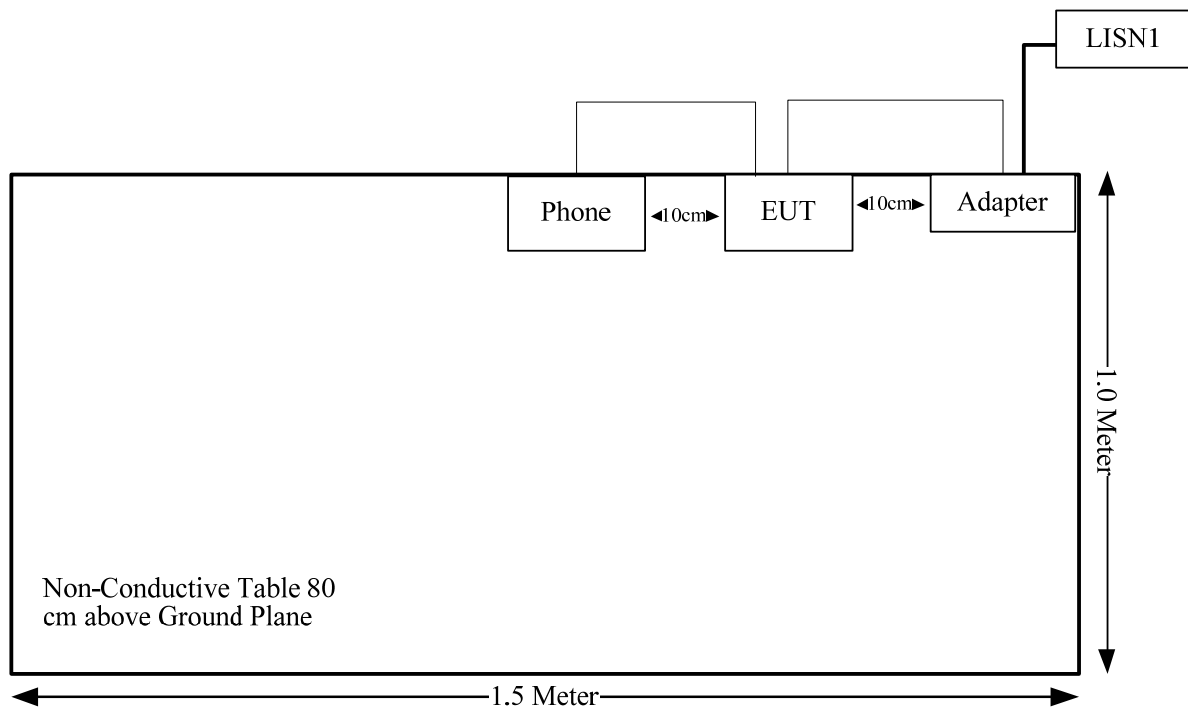 LISN1
Phone
10cm
EUT
10cm
Adapter
1.0 Meter
Non-Conductive Table 80
cm above Ground Plane
1.5 Meter